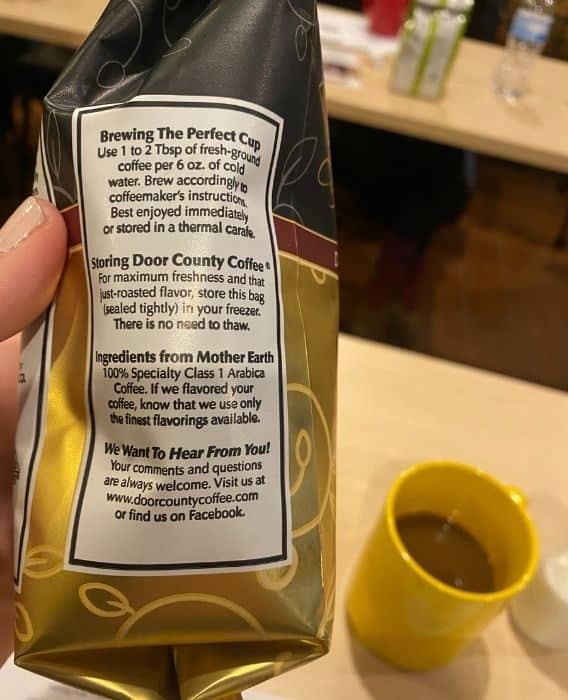 Brewing The Perfect Cup
Use 1 to 2 Tbsp of fresh-ground
coffee per 6 oz. of cold
water. Brew accordingly to
coffeemaker's instructions.
Best enjoyed immediately
or stored in a thermal carafe.
Storing Door County Coffee®
For maximum freshness and that
just-roasted flavor, store this bag
(sealed tightly) in your freezer.
There is no need to thaw.
Ingredients from Mother Earth
100% Specialty Class 1 Arabica
Coffee. If we flavored your
coffee, know that we use only
the finest flavorings available.
We Want To Hear From You!
Your comments and questions
are always welcome. Visit us at
www.doorcountycoffee.com
or find us on Facebook.